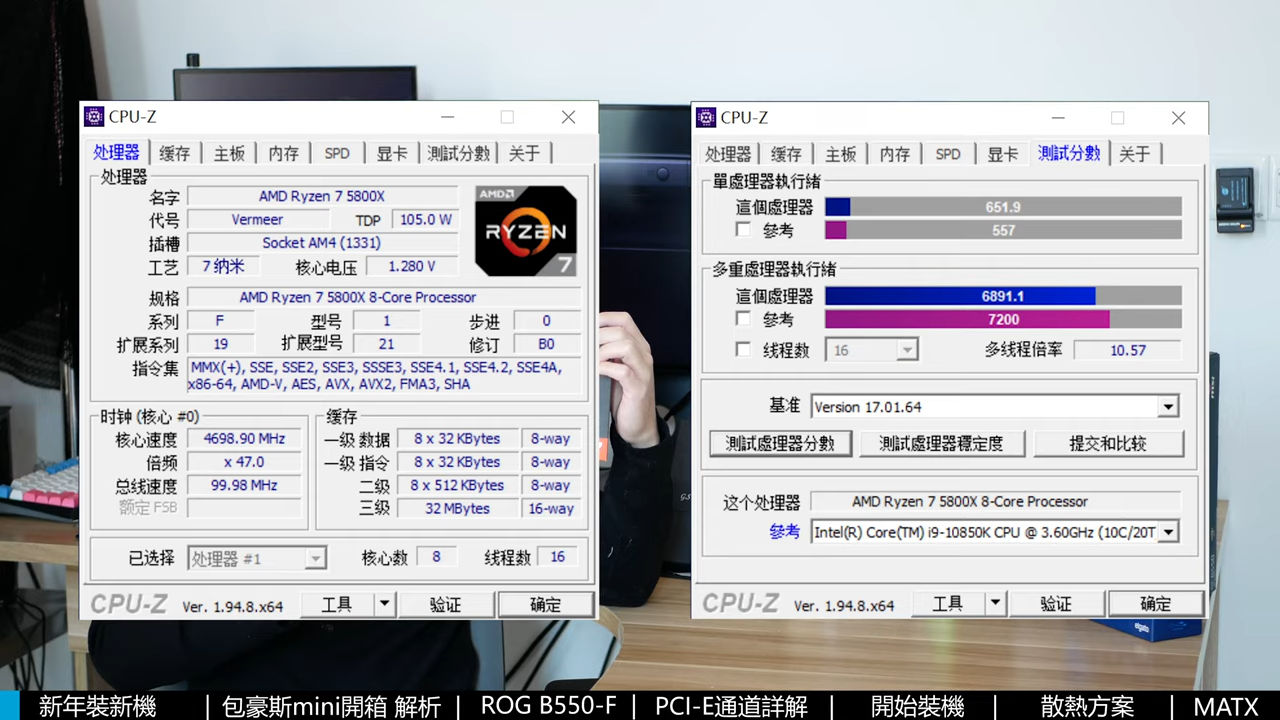 CPU-Z
处理器 缓存 主板 内存 SPD 显卡 測試分數 关于
处理器
名字 AMD Ryzen 7 5800X
代号 Vermeer TDP 105.0 W
插槽 Socket AM4 (1331)
工艺 7 纳米 核心电压 1.280 V
AMD
RYZEN
7
规格 AMD Ryzen 7 5800X 8-Core Processor
系列 F 型号 1 步进 0
扩展系列 19 扩展型号 21 修订 B0
指令集 MMX(+), SSE, SSE2, SSE3, SSSE3, SSE4.1, SSE4.2, SSE4A,
x86-64, AMD-V, AES, AVX, AVX2, FMA3, SHA
时钟 (核心 #0)
核心速度 4698.90 MHz
倍频 x 47.0
总线速度 99.98 MHz
额定 FSB
缓存
一级 数据 8 x 32 KBytes 8-way
一级 指令 8 x 32 KBytes 8-way
二级 8 x 512 KBytes 8-way
三级 32 MBytes 16-way
已选择 处理器 #1 核心数 8 线程数 16
CPU-Z Ver. 1.94.8.x64 工具 验证 确定
CPU-Z
处理器 缓存 主板 内存 SPD 显卡 測試分數 关于
單處理器執行緒
這個處理器 651.9
參考 557
多重處理器執行緒
這個處理器 6891.1
參考 7200
线程数 16 多线程倍率 10.57
基准 Version 17.01.64
測試處理器分數 測試處理器穩定度 提交和比较
这个处理器 AMD Ryzen 7 5800X 8-Core Processor
參考 Intel(R) Core(TM) i9-10850K CPU @ 3.60GHz (10C/20T
CPU-Z Ver. 1.94.8.x64 工具 验证 确定
elgato
新年裝新機 | 包豪斯mini開箱 解析 | ROG B550-F | PCI-E通道詳解 | 開始裝機 | 散熱方案 | MATX